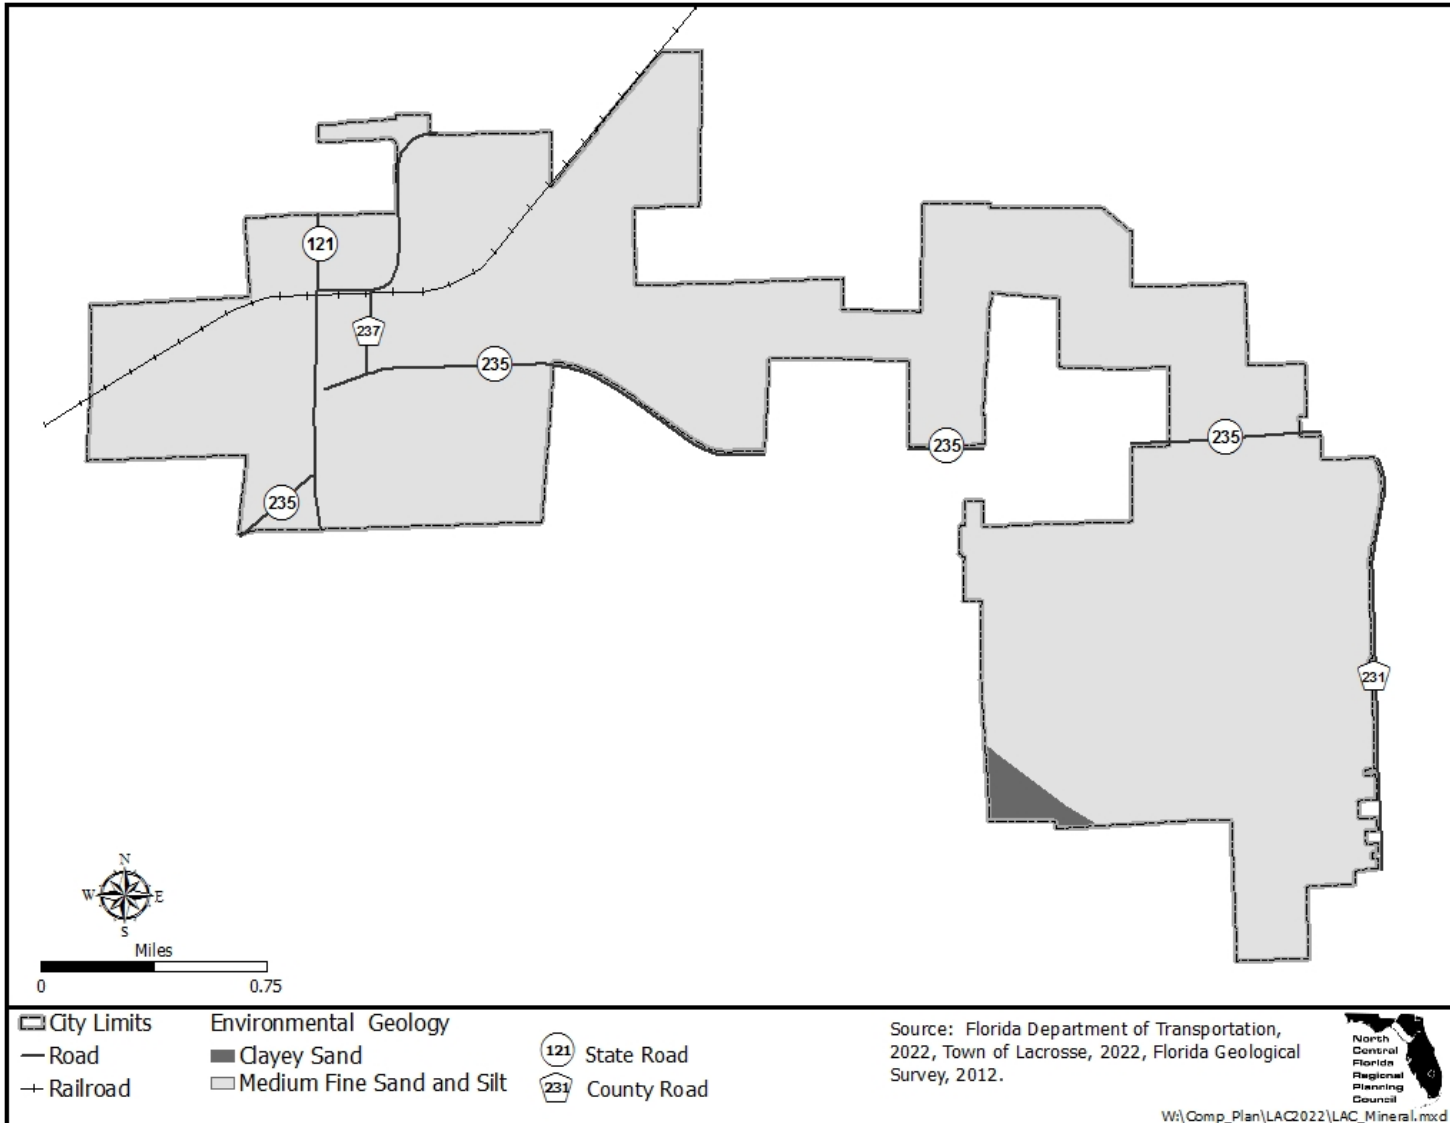 121
237
235
235
235
235
231
N
W E
S
Miles
0 0.75
City Limits
Road
Railroad
Environmental Geology
Clayey Sand
Medium Fine Sand and Silt
121 State Road
231 County Road
Source: Florida Department of Transportation,
2022, Town of Lacrosse, 2022, Florida Geological
Survey, 2012.
North
Central
Florida
Regional
Planning
Council
W:\Comp_Plan\LAC2022\LAC_Mineral.mxd